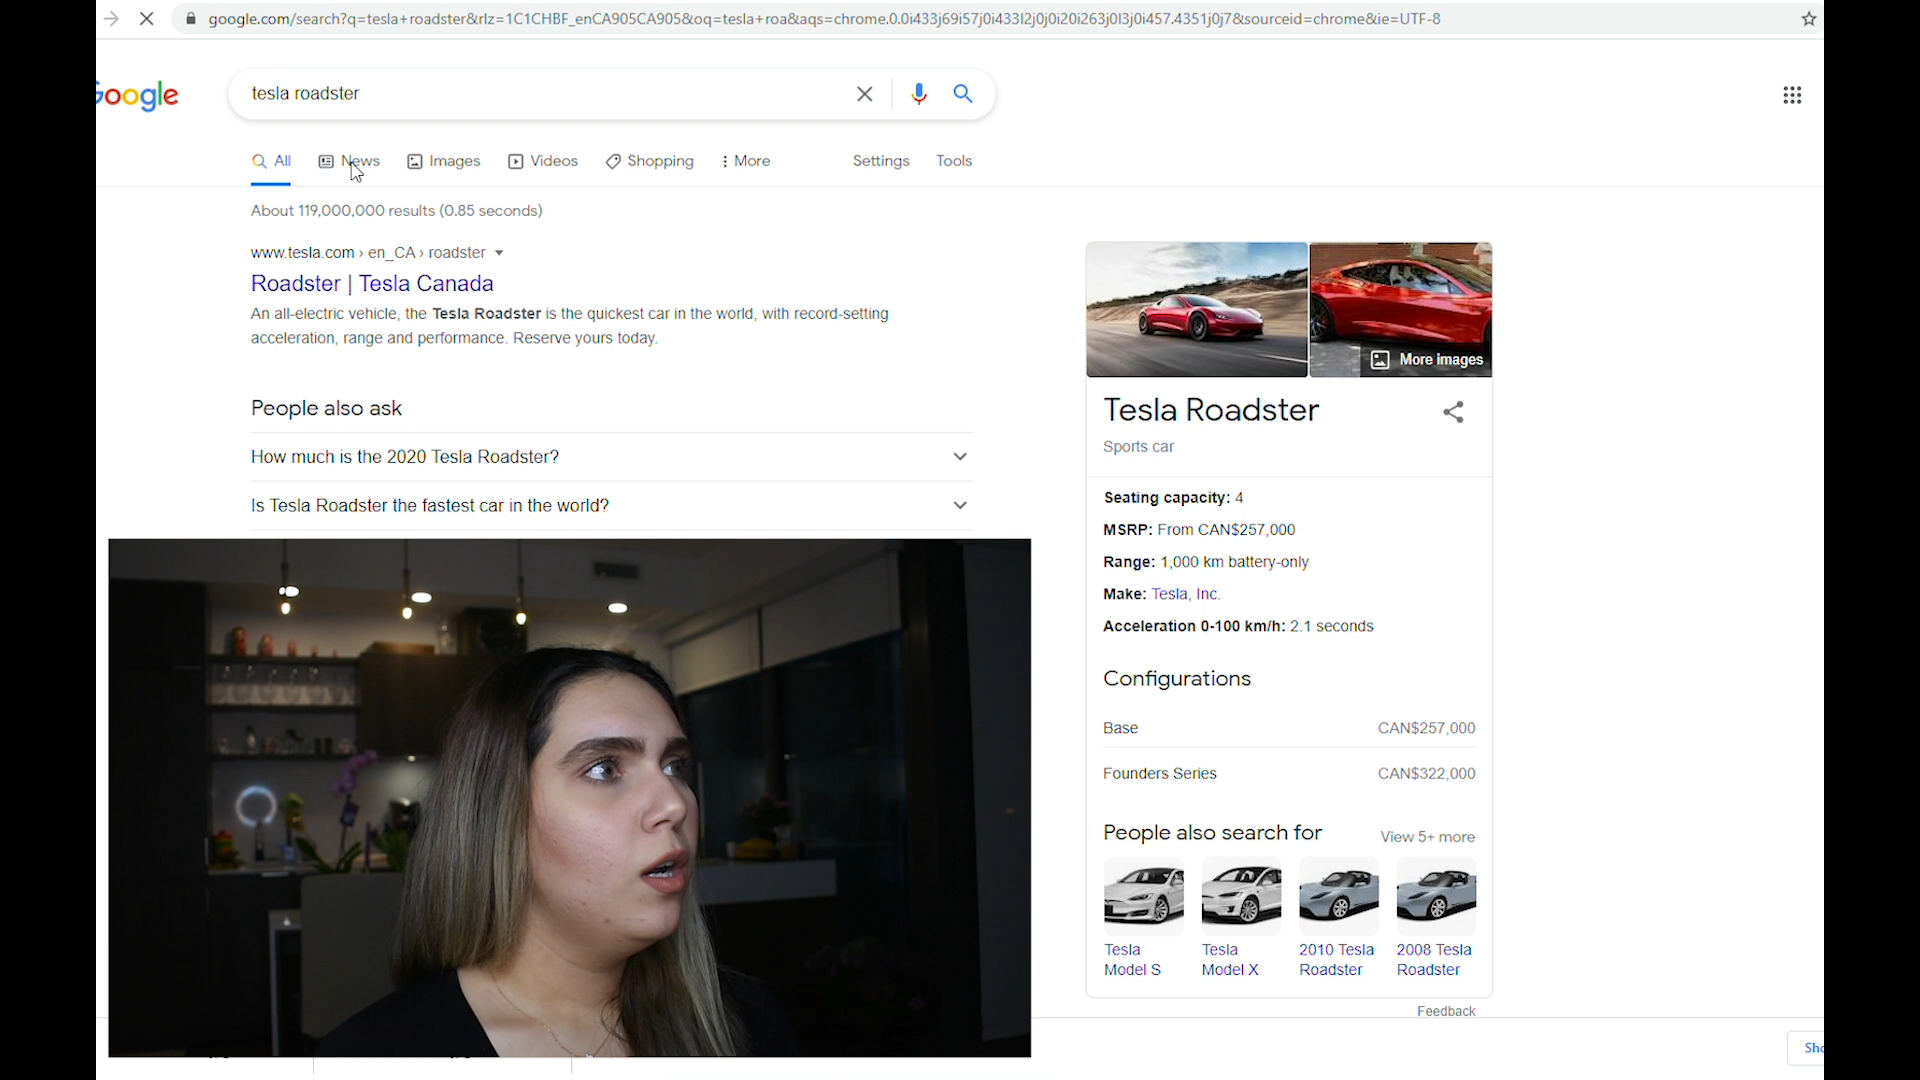 google.com/search?q=tesla+roadster&rlz=1C1CHBF_enCA905CA905&oq=tesla+roa&aqs=chrome.0.0i433j69i57j0i433l2j0j0i20i263j0l3j0i457.4351j0j7&sourceid=chrome&ie=UTF-8
Google
tesla roadster
All News Images Videos Shopping More Settings Tools
About 119,000,000 results (0.85 seconds)
www.tesla.com › en_CA › roadster
Roadster | Tesla Canada
An all-electric vehicle, the Tesla Roadster is the quickest car in the world, with record-setting
acceleration, range and performance. Reserve yours today.
People also ask
How much is the 2020 Tesla Roadster?
Is Tesla Roadster the fastest car in the world?
More images
Tesla Roadster
Sports car
Seating capacity: 4
MSRP: From CAN$257,000
Range: 1,000 km battery-only
Make: Tesla, Inc.
Acceleration 0-100 km/h: 2.1 seconds
Configurations
Base CAN$257,000
Founders Series CAN$322,000
People also search for View 5+ more
Tesla Model S
Tesla Model X
2010 Tesla Roadster
2008 Tesla Roadster
Feedback